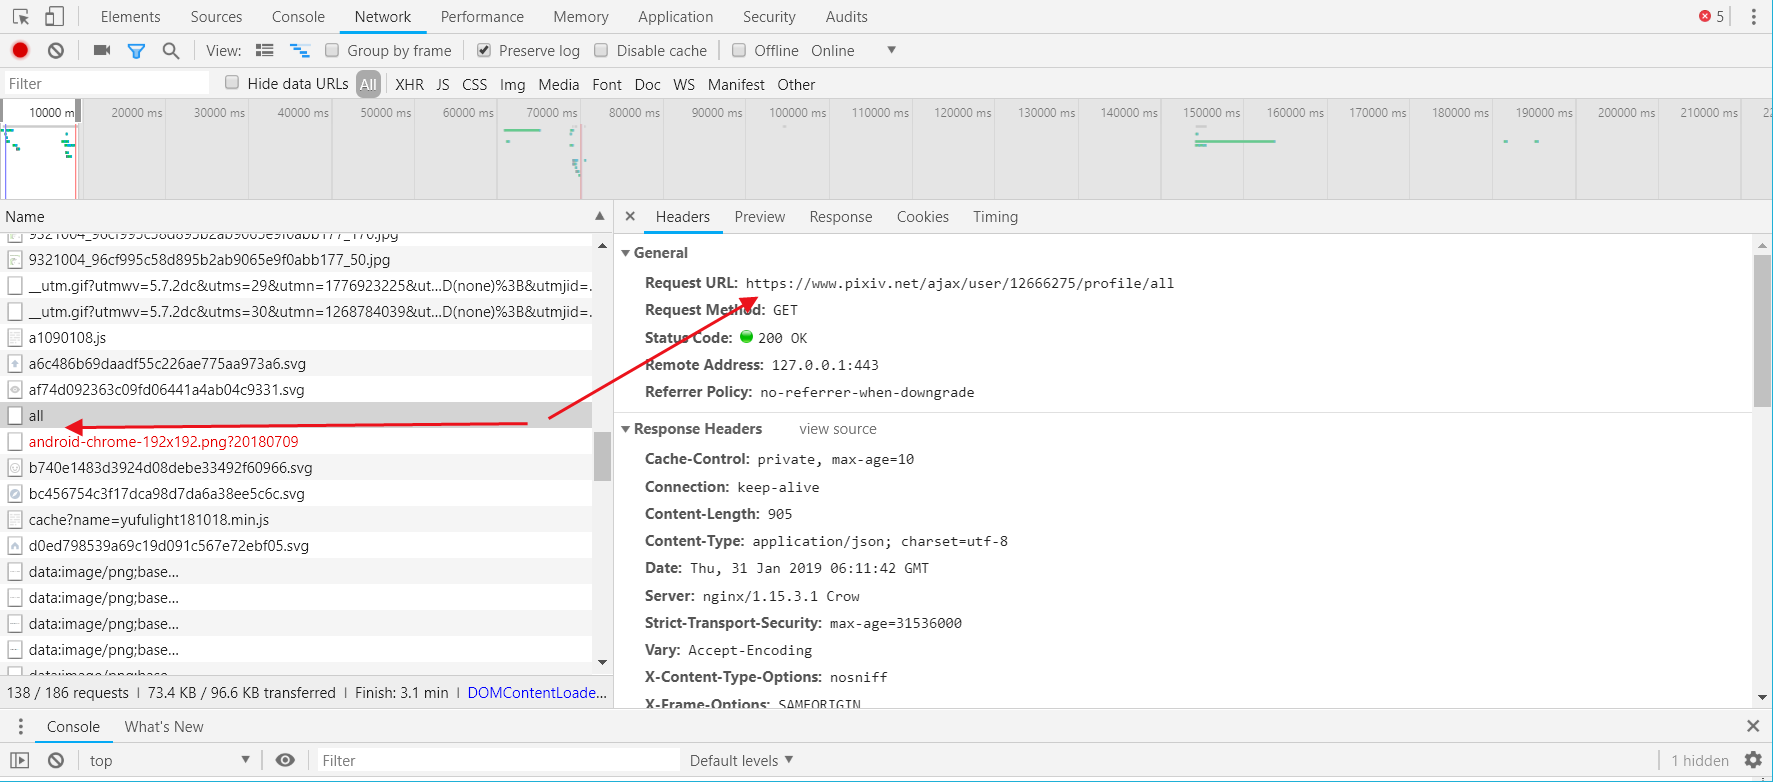 Elements Sources Console Network Performance Memory Application Security Audits 5
View: Group by frame Preserve log Disable cache Offline Online
Filter Hide data URLs All XHR JS CSS Img Media Font Doc WS Manifest Other
10000 m 20000 ms 30000 ms 40000 ms 50000 ms 60000 ms 70000 ms 80000 ms 90000 ms 100000 ms 110000 ms 120000 ms 130000 ms 140000 ms 150000 ms 160000 ms 170000 ms 180000 ms 190000 ms 200000 ms 210000 ms 22
Name
9321004_96cf995c58d895b2ab9065e9f0abb177_170.jpg
9321004_96cf995c58d895b2ab9065e9f0abb177_50.jpg
__utm.gif?utmwv=5.7.2dc&utms=29&utmn=1776923225&ut...D(none)%3B&utmjid=.
__utm.gif?utmwv=5.7.2dc&utms=30&utmn=1268784039&ut...D(none)%3B&utmjid=.
a1090108.js
a6c486b69daadf55c226ae775aa973a6.svg
af74d092363c09fd06441a4ab04c9331.svg
all
android-chrome-192x192.png?20180709
b740e1483d3924d08debe33492f60966.svg
bc456754c3f17dca98d7da6a38ee5c6c.svg
cache?name=yufulight181018.min.js
d0ed798539a69c19d091c567e72ebf05.svg
data:image/png;base...
data:image/png;base...
data:image/png;base...
data:image/png;base...
data:image/png;base...
138 / 186 requests | 73.4 KB / 96.6 KB transferred | Finish: 3.1 min | DOMContentLoade...
Headers Preview Response Cookies Timing
General
Request URL: https://www.pixiv.net/ajax/user/12666275/profile/all
Request Method: GET
Status Code: 200 OK
Remote Address: 127.0.0.1:443
Referrer Policy: no-referrer-when-downgrade
Response Headers view source
Cache-Control: private, max-age=10
Connection: keep-alive
Content-Length: 905
Content-Type: application/json; charset=utf-8
Date: Thu, 31 Jan 2019 06:11:42 GMT
Server: nginx/1.15.3.1 Crow
Strict-Transport-Security: max-age=31536000
Vary: Accept-Encoding
X-Content-Type-Options: nosniff
X-Frame-Options: SAMEORIGIN
Console What's New
top Filter Default levels 1 hidden